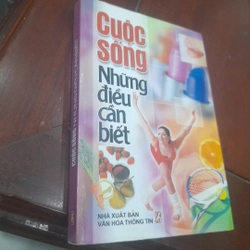 Cuộc
sống
Những
điều cần
biết
NHÀ XUẤT BẢN
VĂN HÓA THÔNG TIN